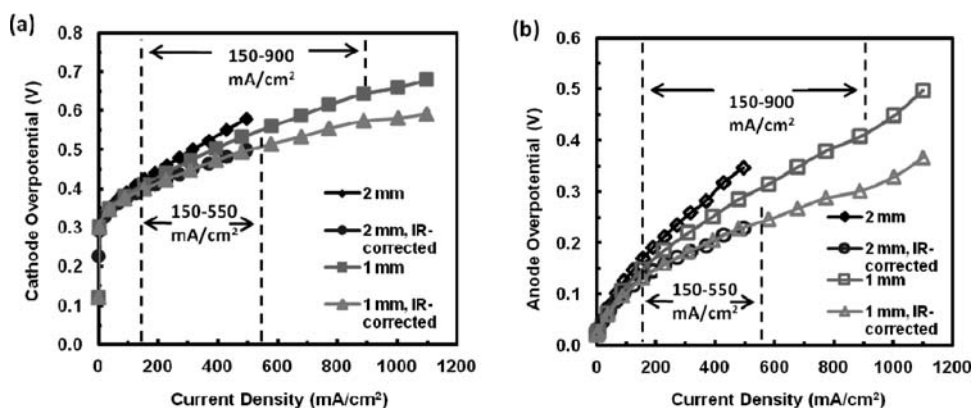 (a)
0.8
0.7
0.6
0.5
0.4
0.3
0.2
0.1
0.0
Cathode Overpotential (V)
150-900
mA/cm²
150-550
mA/cm²
2 mm
2 mm, IR-
corrected
1 mm
1 mm, IR-
corrected
0 200 400 600 800 1000 1200
Current Density (mA/cm²)
(b)
0.6
0.5
0.4
0.3
0.2
0.1
0.0
Anode Overpotential (V)
150-900
mA/cm²
150-550
mA/cm²
2 mm
2 mm, IR-
corrected
1 mm
1 mm, IR-
corrected
0 200 400 600 800 1000 1200
Current Density (mA/cm²)